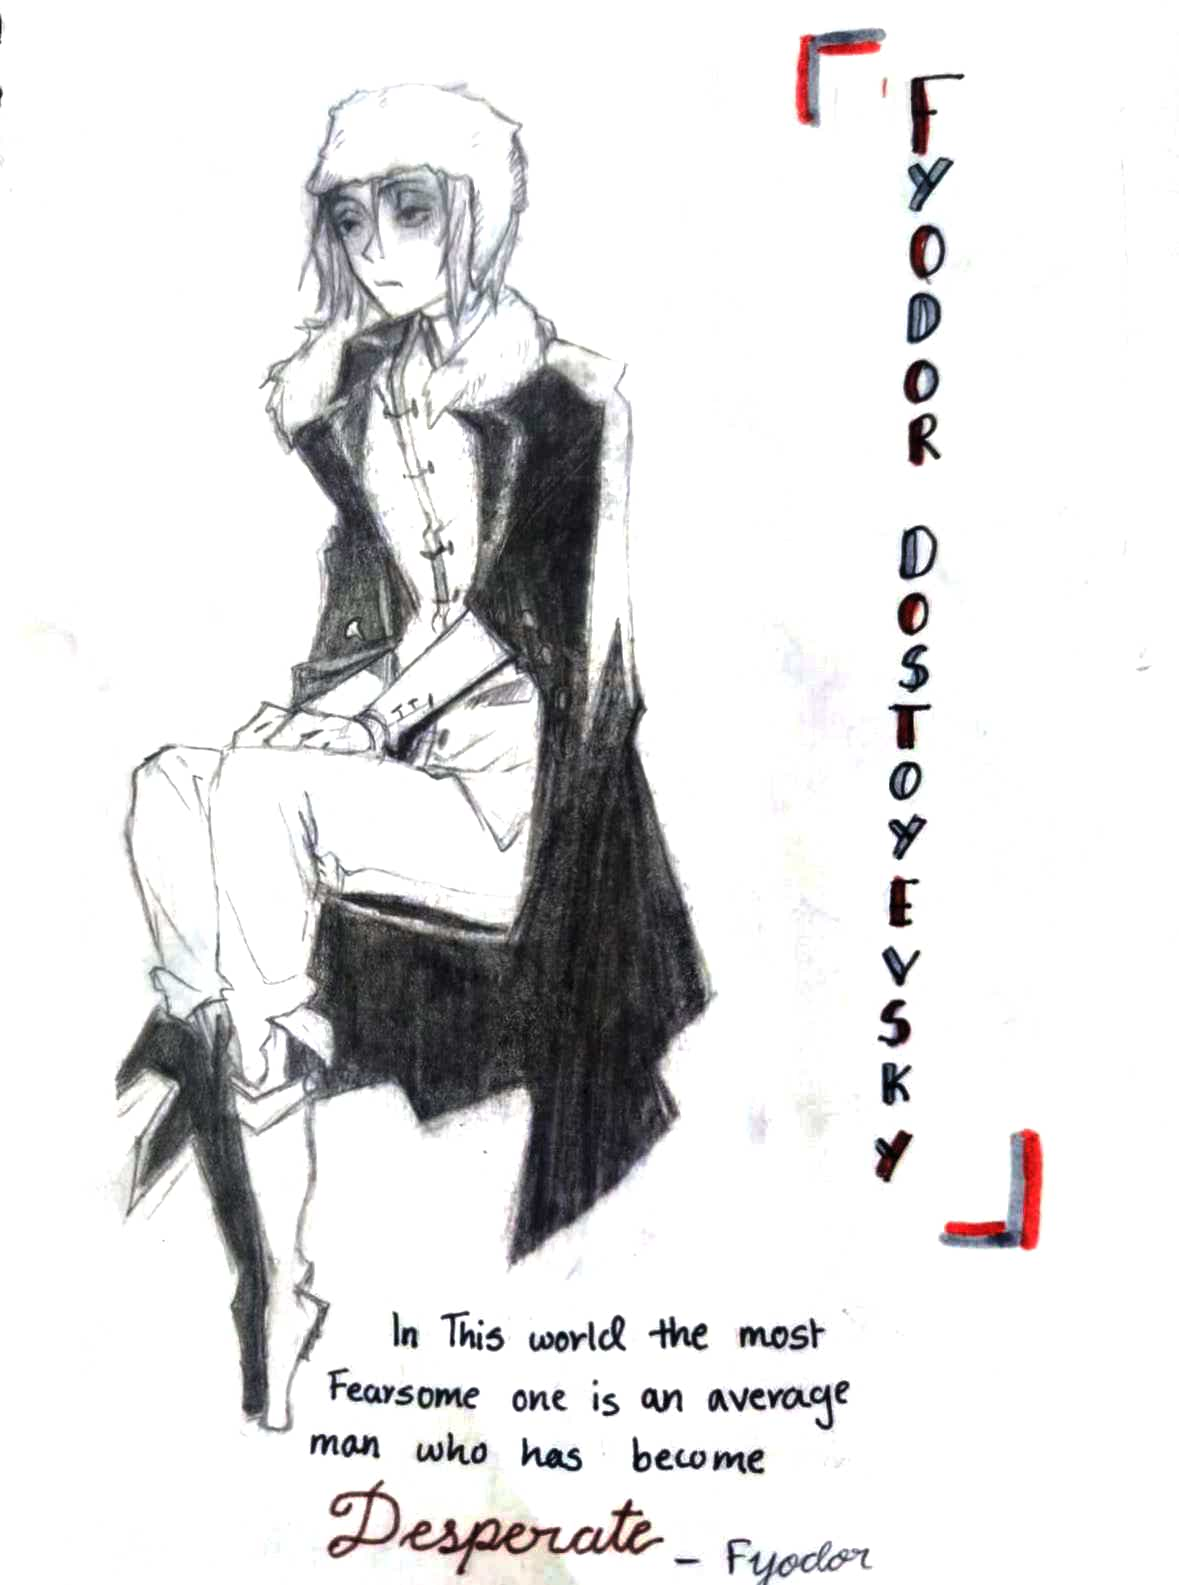 FYODOR DOSTOYEVSKY
In This world the most
Fearsome one is an average
man who has become
Desperate - Fyodor